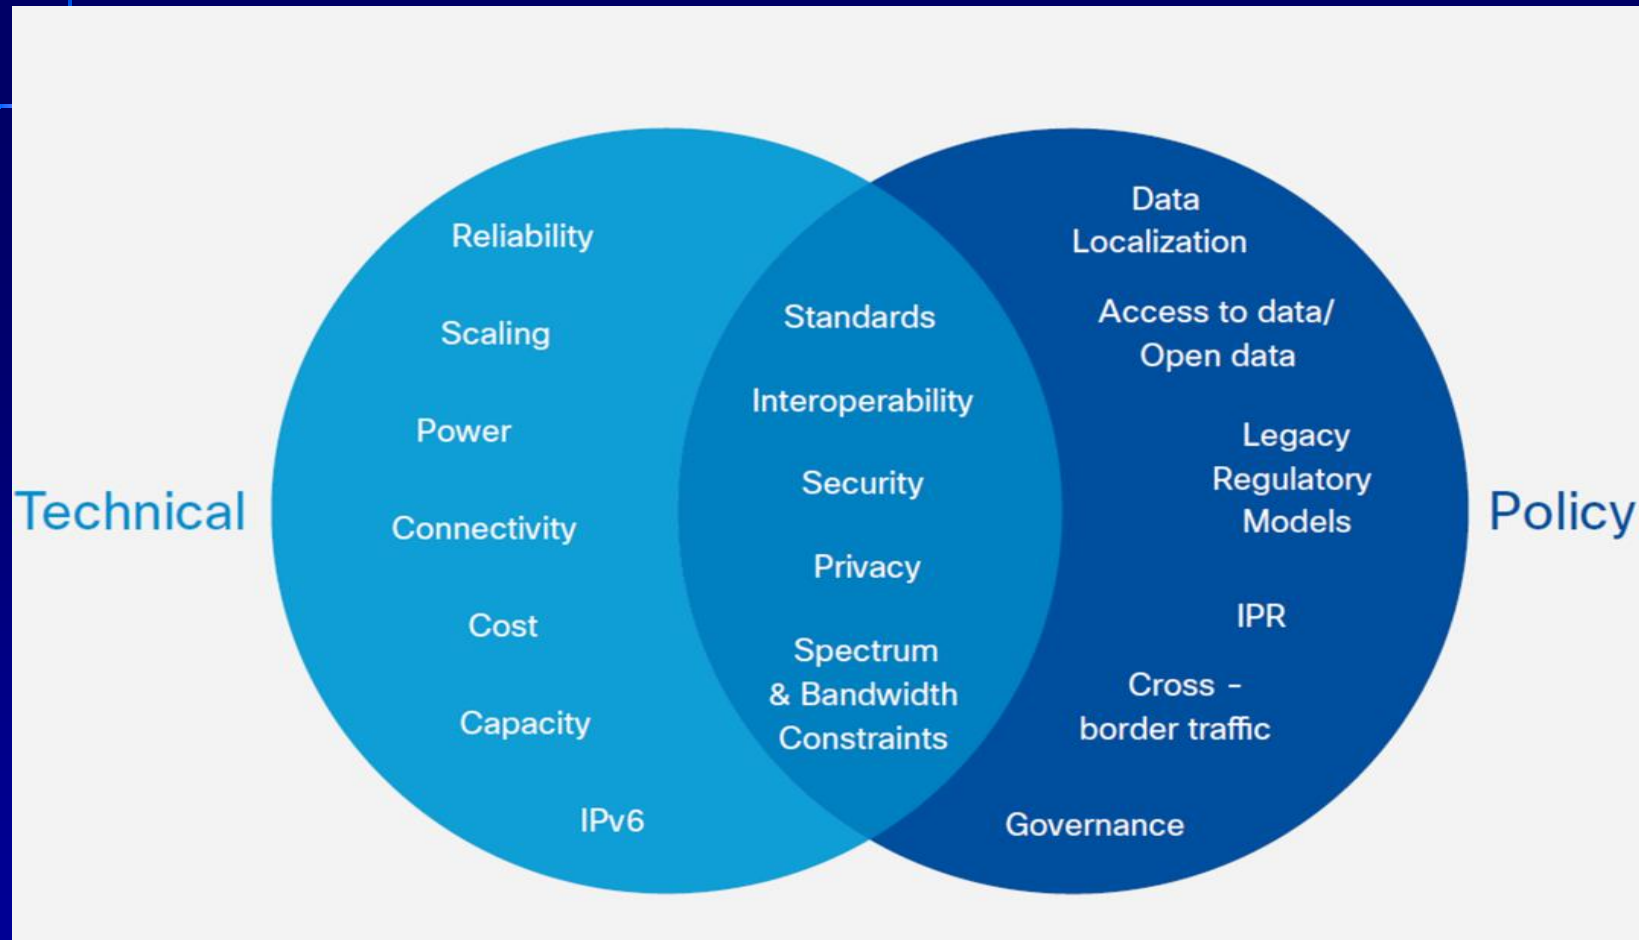 Technical
Reliability
Scaling
Power
Connectivity
Cost
Capacity
IPv6
Standards
Interoperability
Security
Privacy
Spectrum
& Bandwidth
Constraints
Data
Localization
Access to data/
Open data
Legacy
Regulatory
Models
IPR
Cross -
border traffic
Governance
Policy